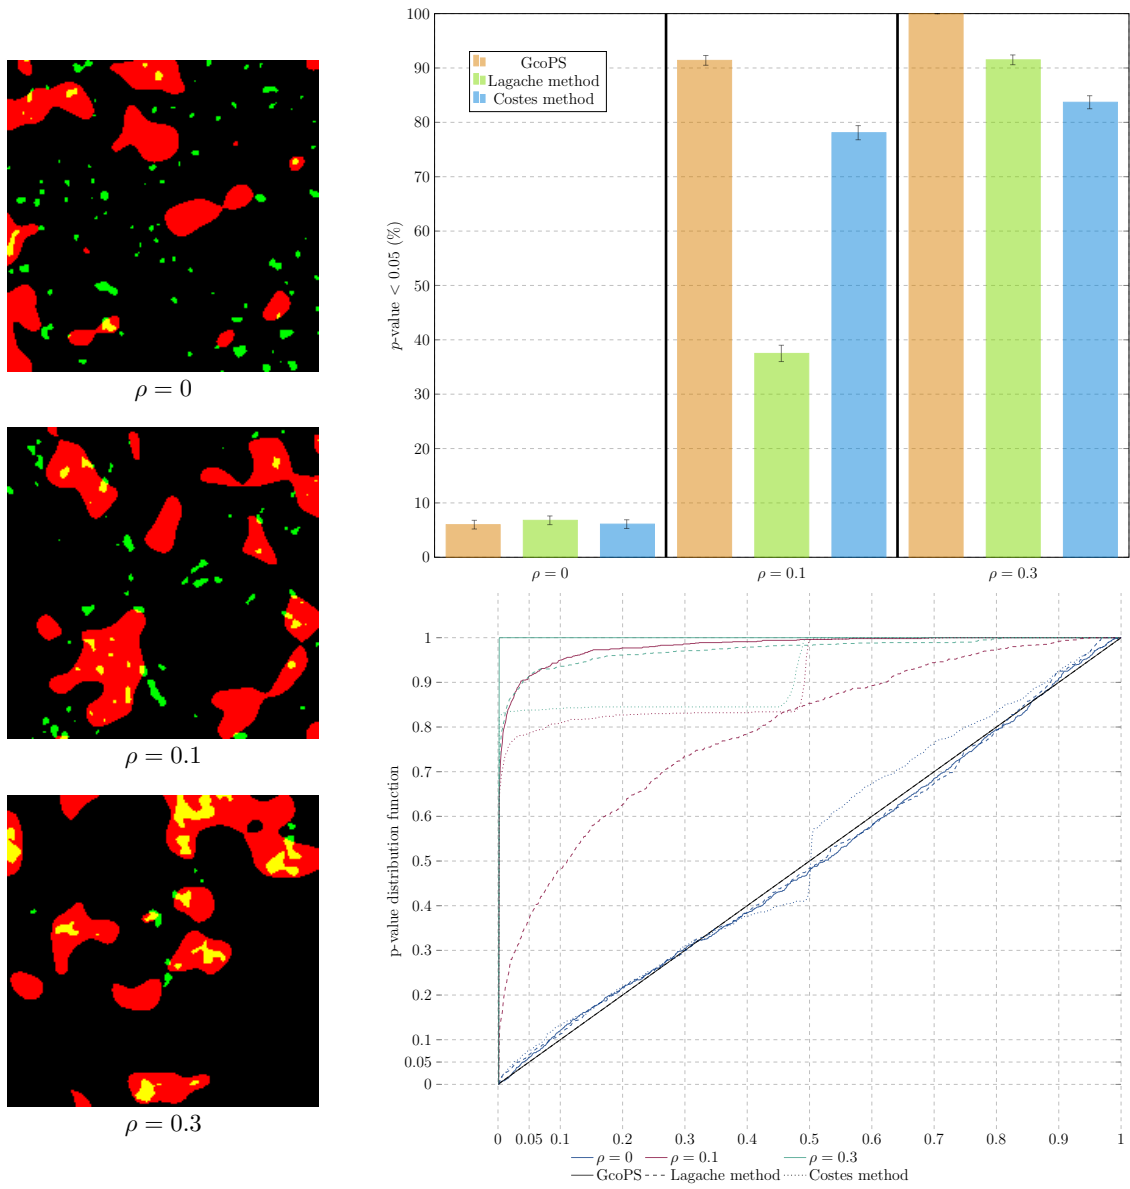 ρ = 0
ρ = 0.1
ρ = 0.3
100
90
80
70
60
50
40
30
20
10
0
p-value < 0.05 (%)
GcoPS
Lagache method
Costes method
ρ = 0
ρ = 0.1
ρ = 0.3
1
0.9
0.8
0.7
0.6
0.5
0.4
0.3
0.2
0.1
0.05
0
p-value distribution function
0 0.05 0.1 0.2 0.3 0.4 0.5 0.6 0.7 0.8 0.9 1
ρ = 0 ρ = 0.1 ρ = 0.3
GcoPS Lagache method Costes method